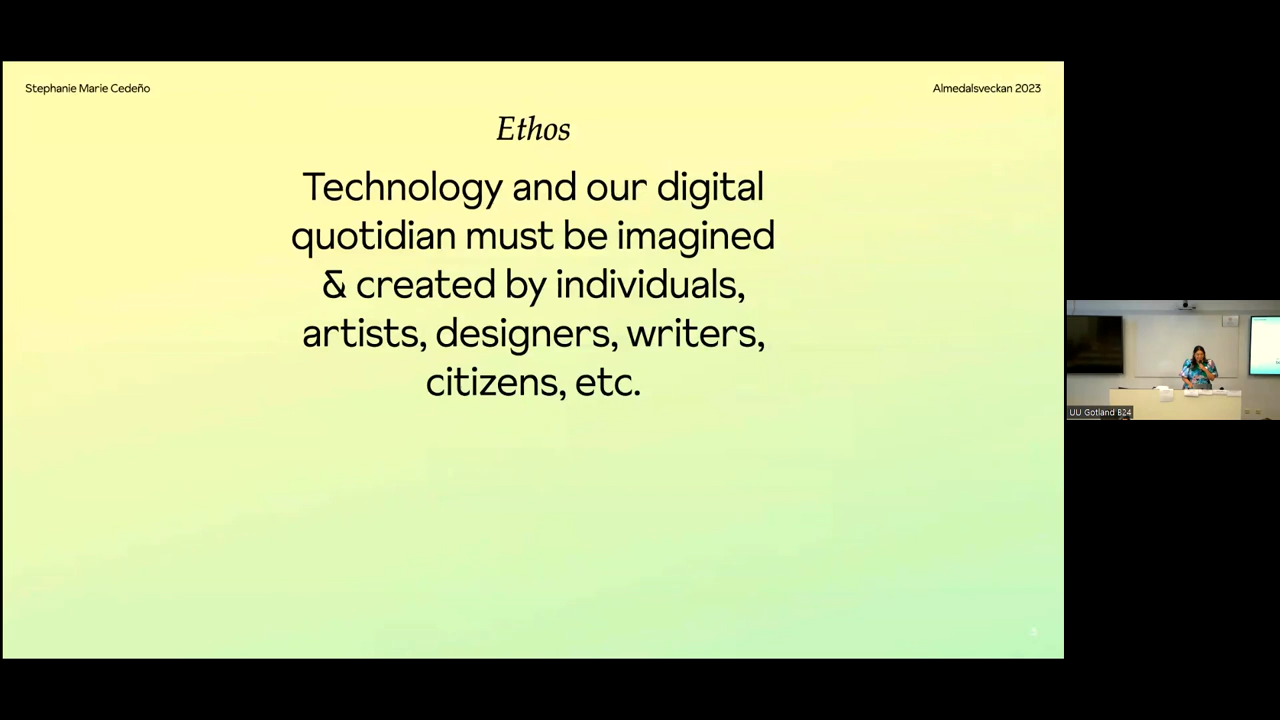 Stephanie Marie Cedeño
Almedalsveckan 2023
Ethos
Technology and our digital
quotidian must be imagined
& created by individuals,
artists, designers, writers,
citizens, etc.
3
UU Gotland B24